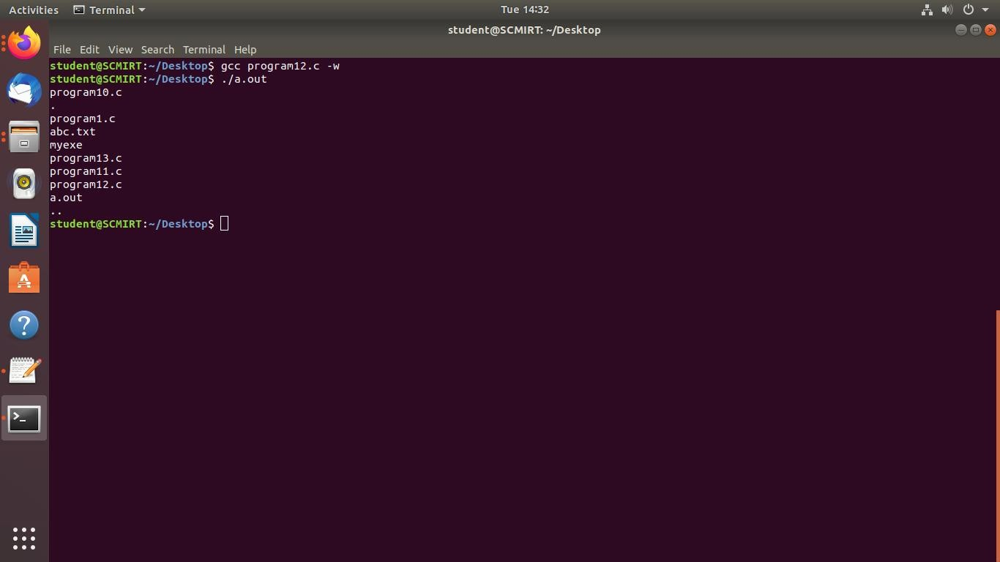 Activities Terminal Tue 14:32
student@SCMIRT: ~/Desktop
File Edit View Search Terminal Help
student@SCMIRT:~/Desktop$ gcc program12.c -w
student@SCMIRT:~/Desktop$ ./a.out
program10.c
.
program1.c
abc.txt
myexe
program13.c
program11.c
program12.c
a.out
..
student@SCMIRT:~/Desktop$